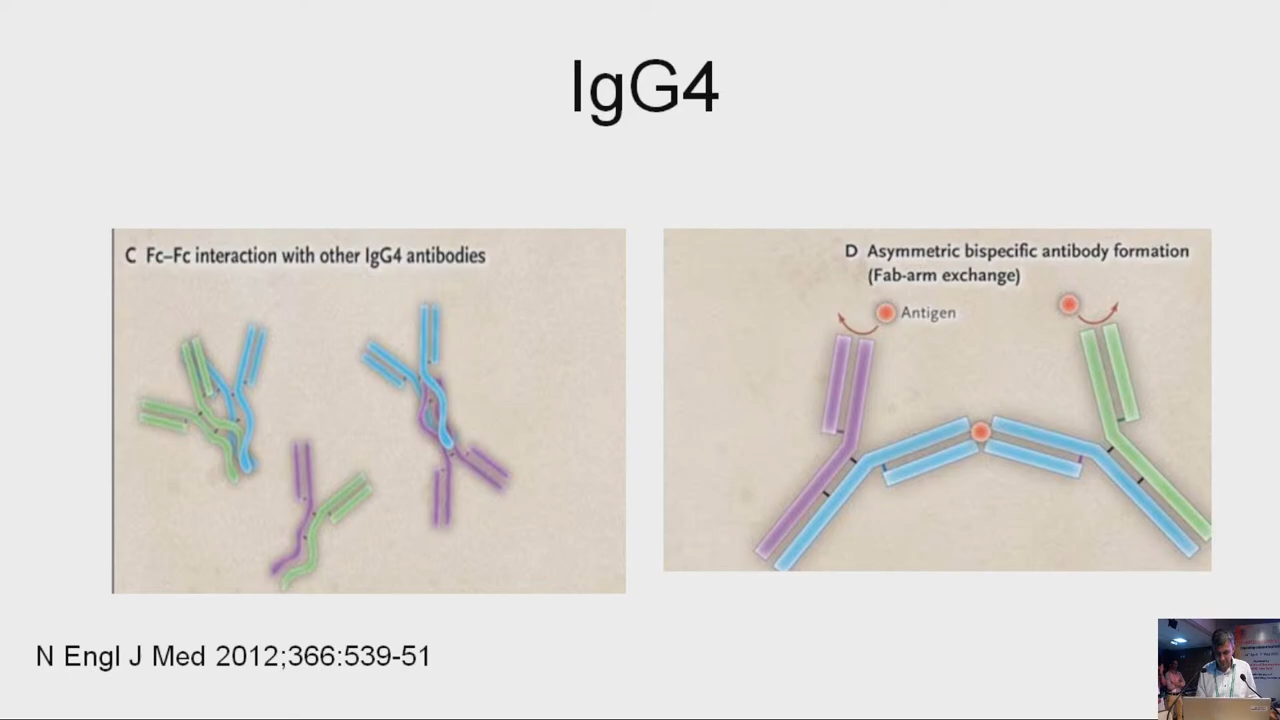 IgG4
C Fc–Fc interaction with other IgG4 antibodies
D Asymmetric bispecific antibody formation
(Fab-arm exchange)
Antigen
N Engl J Med 2012;366:539-51